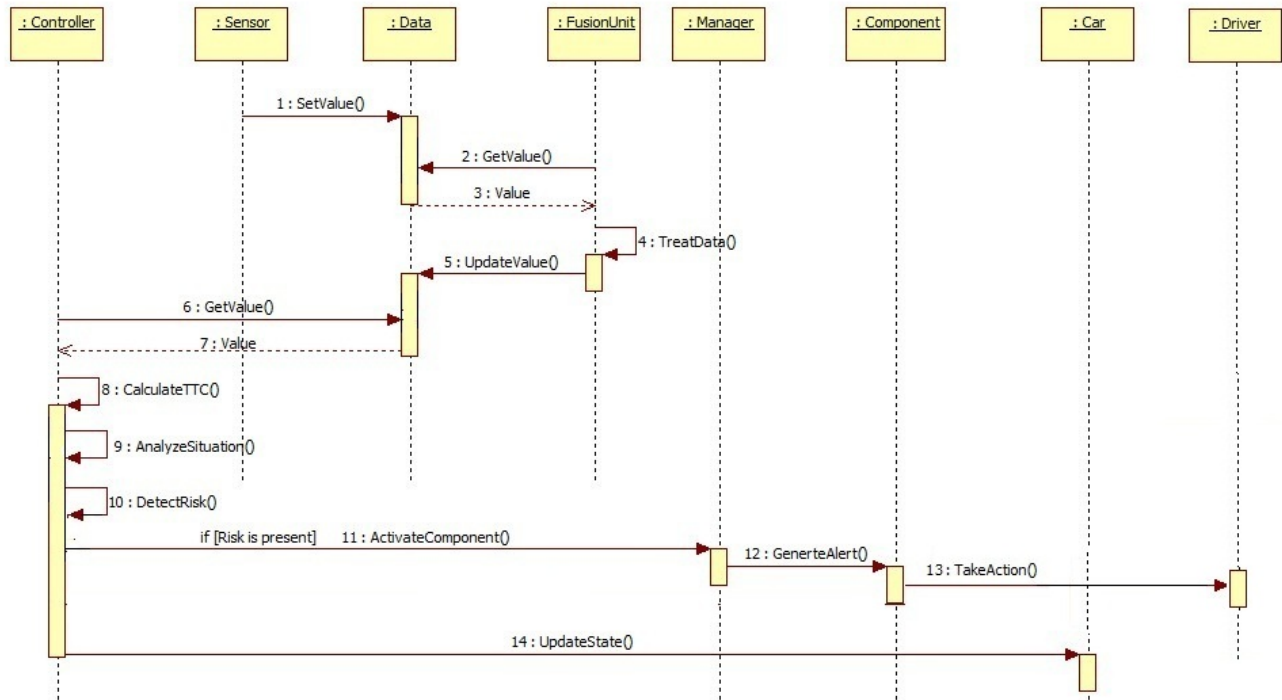 : Controller
: Sensor
: Data
: FusionUnit
: Manager
: Component
: Car
: Driver
1 : SetValue()
2 : GetValue()
3 : Value
4 : TreatData()
5 : UpdateValue()
6 : GetValue()
7 : Value
8 : CalculateTTC()
9 : AnalyzeSituation()
10 : DetectRisk()
if [Risk is present] 11 : ActivateComponent()
12 : GenerteAlert()
13 : TakeAction()
14 : UpdateState()